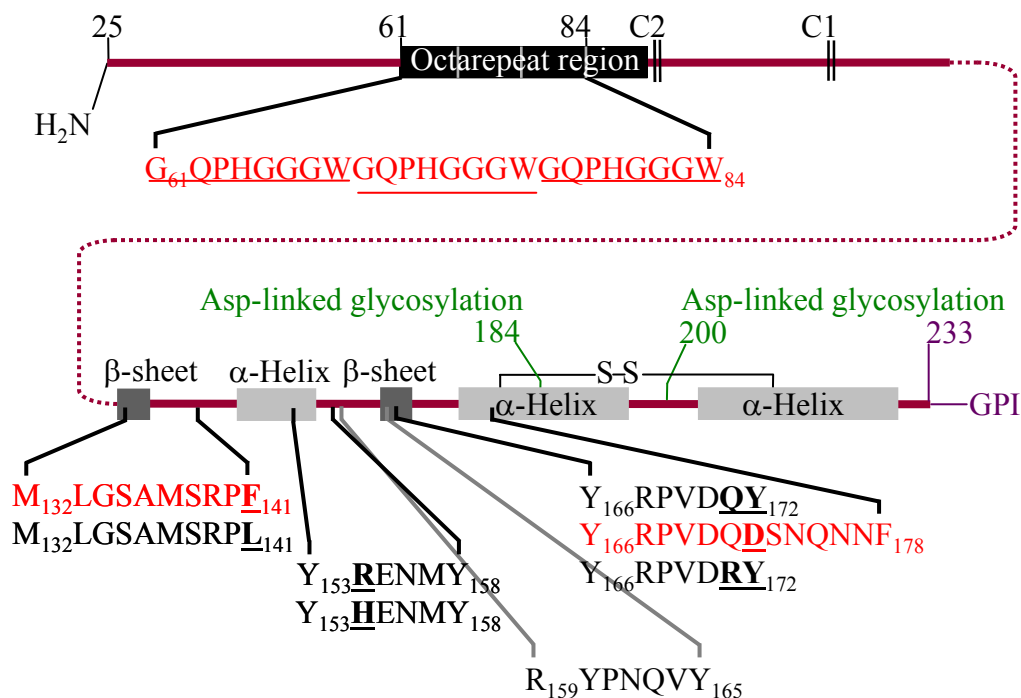 25 61 84 C2 C1
Octarepeat region
H₂N
G₆₁QPHGGGWGQPHGGGWGQPHGGGW₈₄
Asp-linked glycosylation Asp-linked glycosylation
184 200 233
β-sheet α-Helix β-sheet S S
α-Helix α-Helix GPI
M₁₃₂LGSAMSRPF₁₄₁ Y₁₆₆RPVDQY₁₇₂
M₁₃₂LGSAMSRPL₁₄₁ Y₁₆₆RPVDQDSNQNNF₁₇₈
Y₁₅₃RENMY₁₅₈ Y₁₆₆RPVDRY₁₇₂
Y₁₅₃HENMY₁₅₈
R₁₅₉YPNQVY₁₆₅